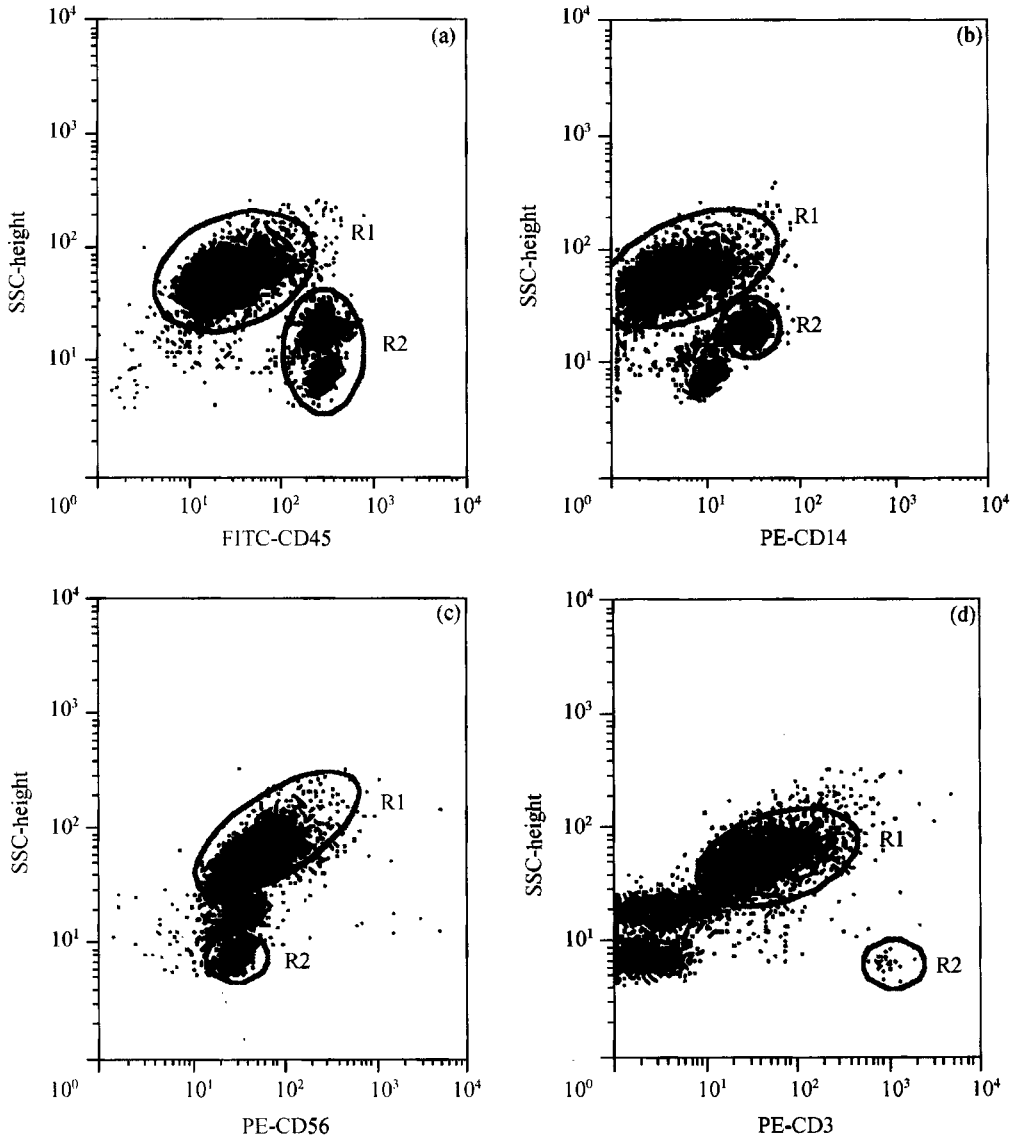 (a)
10⁴
10³
10²
10¹
10⁰
SSC-height
R1
R2
10¹
10²
10³
10⁴
FITC-CD45
(b)
10⁴
10³
10²
10¹
10⁰
SSC-height
R1
R2
10¹
10²
10³
10⁴
PE-CD14
(c)
10⁴
10³
10²
10¹
10⁰
SSC-height
R1
R2
10¹
10²
10³
10⁴
PE-CD56
(d)
10⁴
10³
10²
10¹
10⁰
SSC-height
R1
R2
10¹
10²
10³
10⁴
PE-CD3